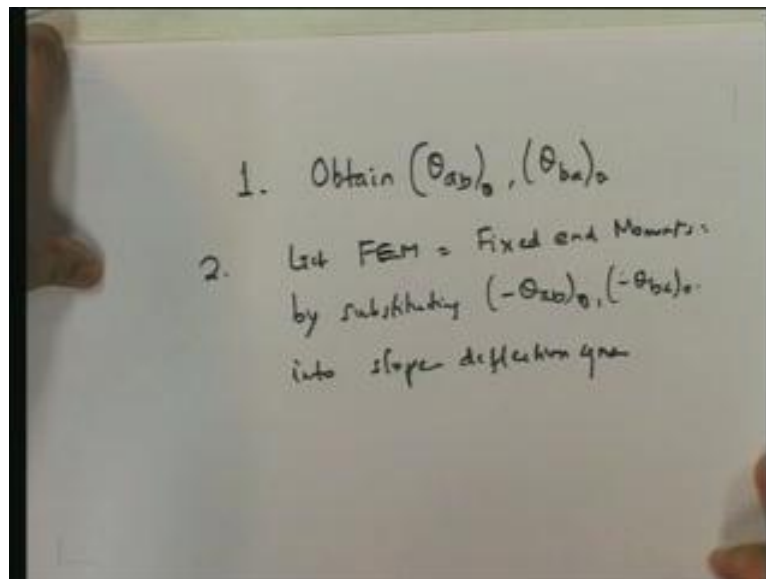 1. Obtain (θab)₀, (θba)₀
2. Get FEM = Fixed end Moments.
by substituting (-θab)₀, (-θba)₀.
into slope deflection eqns